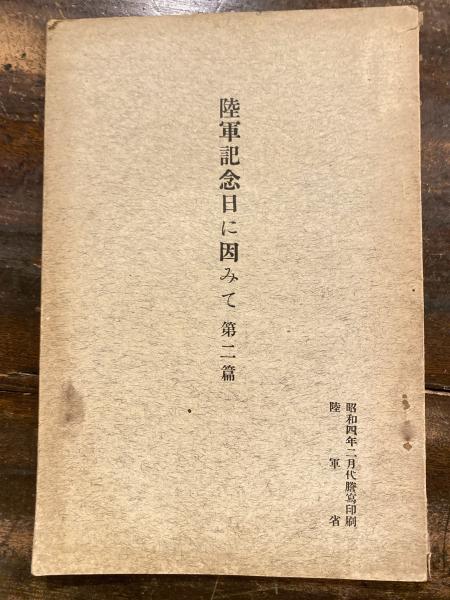 陸軍記念日に因みて 第二篇
昭和四年二月代謄寫印刷
陸軍省